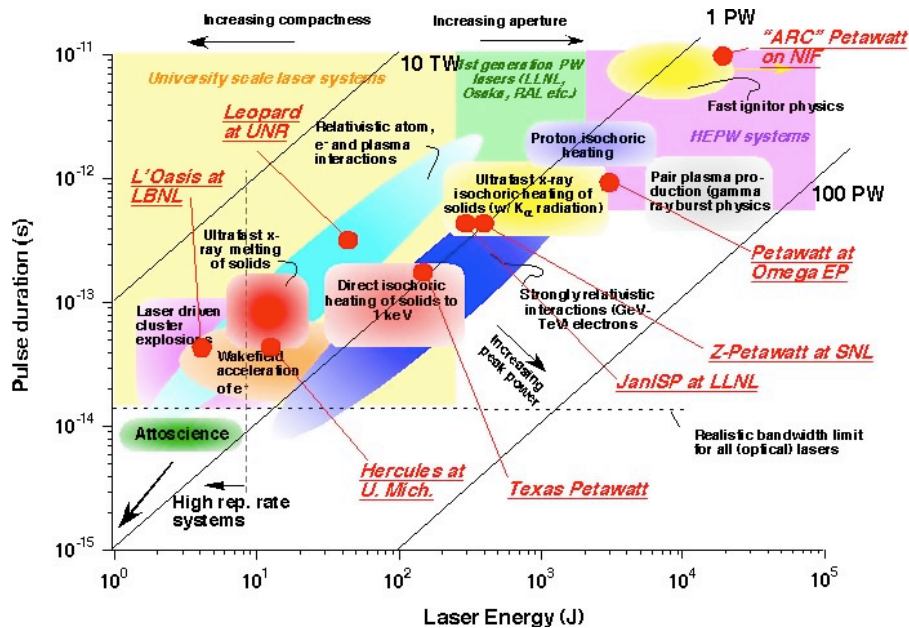 Increasing compactness
Increasing aperture
1 PW
10 TW
"ARC" Petawatt
on NIF
University scale laser systems
1st generation PW
lasers (LLNL,
Osaka, RAL etc.)
Fast ignitor physics
HEPW systems
Leopard
at UNR
Relativistic atom,
e- and plasma
interactions
Proton isochoric
heating
L'Oasis at
LBNL
Ultrafast x-ray
isochoric heating of
solids (w/ Kα radiation)
Pair plasma pro-
duction (gamma
ray burst physics
100 PW
Ultrafast x-
ray melting
of solids
Petawatt at
Omega EP
Direct isochoric
heating of solids to
1 keV
Laser driven
cluster
explosions
Strongly relativistic
interactions (GeV-
TeV) electrons
Wakefield
acceleration
of e-
Increasing
peak power
Z-Petawatt at SNL
JanISP at LLNL
Attoscience
Realistic bandwidth limit
for all (optical) lasers
Hercules at
U. Mich.
Texas Petawatt
High rep. rate
systems
Pulse duration (s)
10-11
10-12
10-13
10-14
10-15
100
101
102
103
104
105
Laser Energy (J)